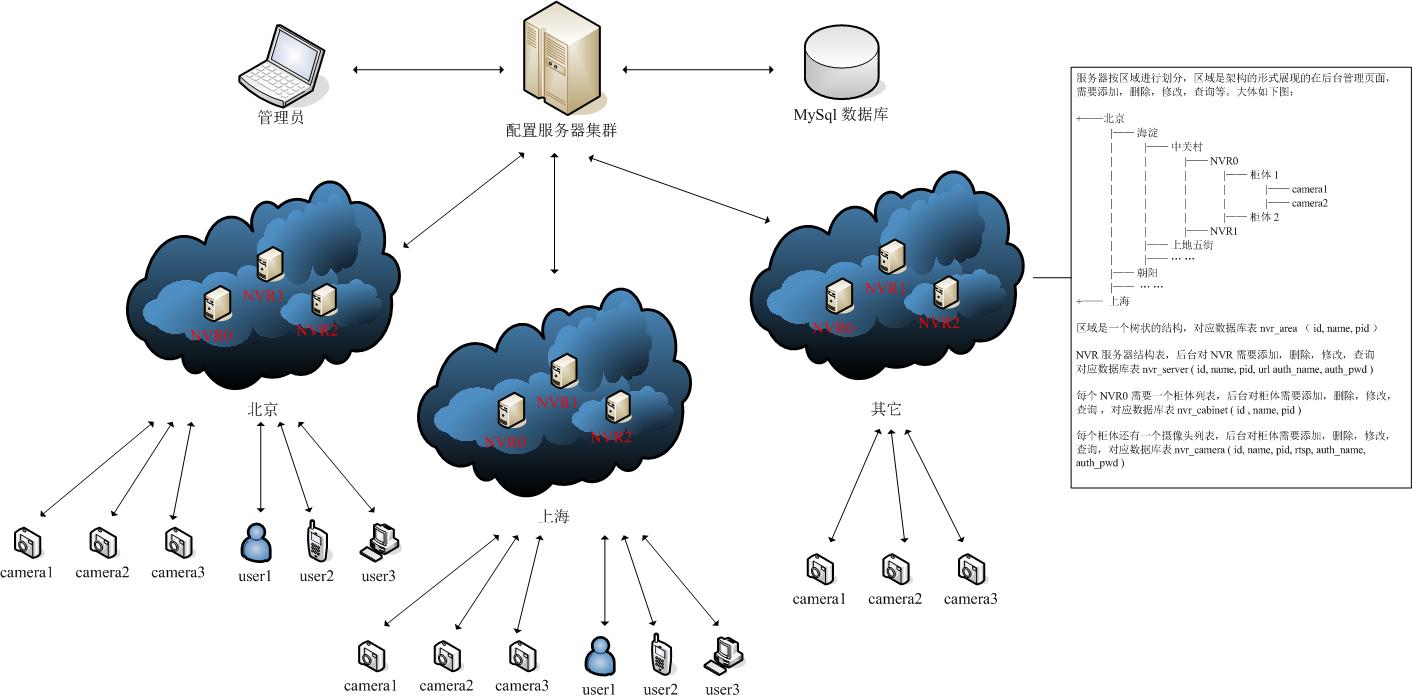 管理员
配置服务器集群
MySql 数据库
NVR1
NVR0
NVR2
北京
NVR1
NVR0
NVR2
上海
NVR1
NVR0
NVR2
其它
camera1
camera2
camera3
user1
user2
user3
camera1
camera2
camera3
user1
user2
user3
camera1
camera2
camera3
服务器按区域进行划分，区域是架构的形式展现的在后台管理页面，
需要添加，删除，修改，查询等。大体如下图：
+——北京
|—— 海淀
| |—— 中关村
| | |—— NVR0
| | | |—— 柜体 1
| | | | |—— camera1
| | | | |—— camera2
| | | |—— 柜体 2
| | |—— NVR1
| |—— 上地五街
| |—— … …
|—— 朝阳
|—— … …
+—— 上海
区域是一个树状的结构，对应数据库表 nvr_area （ id, name, pid ）
NVR 服务器结构表，后台对 NVR 需要添加，删除，修改，查询
对应数据库表 nvr_server ( id, name, pid, url auth_name, auth_pwd )
每个 NVR0 需要一个柜体列表，后台对柜体需要添加，删除，修改，
查询 ，对应数据库表 nvr_cabinet ( id , name, pid )
每个柜体还有一个摄像头列表，后台对柜体需要添加，删除，修改，
查询，对应数据库表 nvr_camera ( id, name, pid, rtsp, auth_name,
auth_pwd )